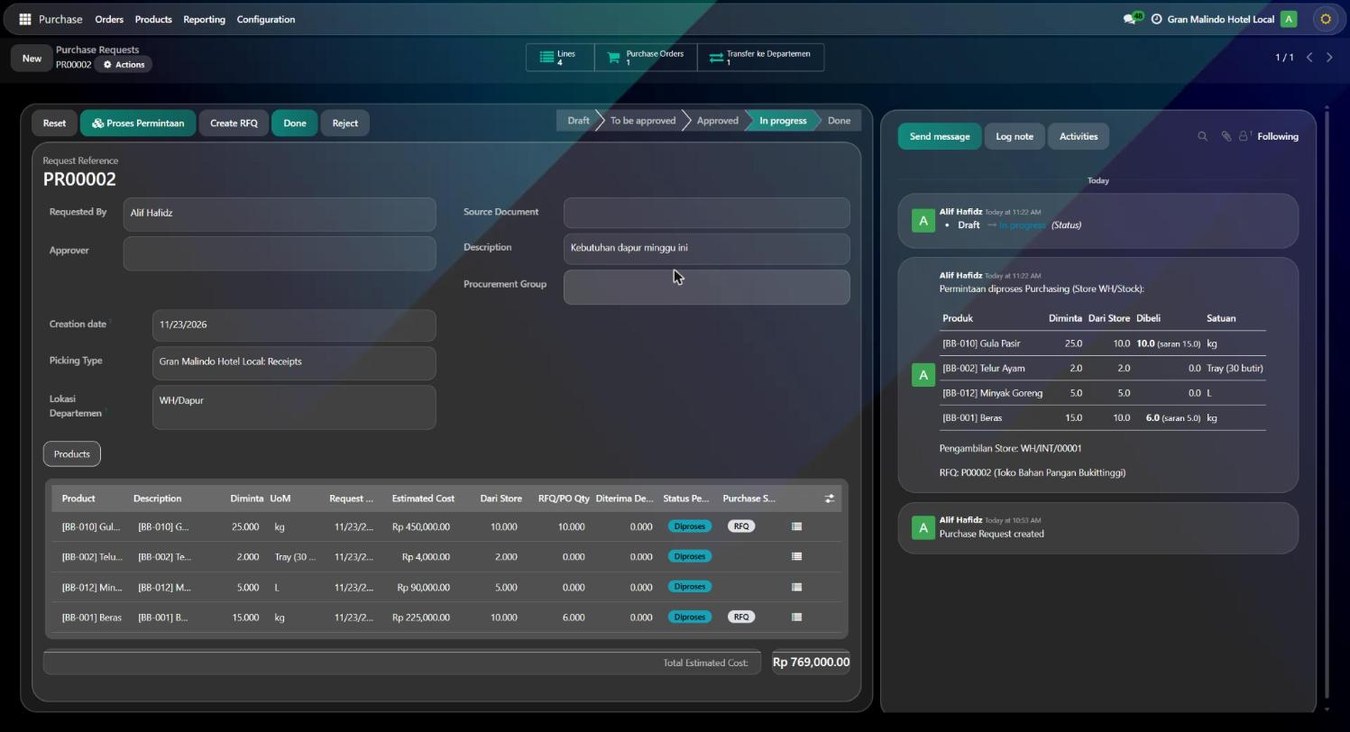 Purchase Orders Products Reporting Configuration
48 Gran Malindo Hotel Local A
New Purchase Requests
PR00002 Actions
Lines 4
Purchase Orders 1
Transfer ke Departemen 1
1 / 1
Reset Proses Permintaan Create RFQ Done Reject
Draft To be approved Approved In progress Done
Request Reference
PR00002
Requested By Alif Hafidz
Approver
Source Document
Description Kebutuhan dapur minggu ini
Procurement Group
Creation date 11/23/2026
Picking Type Gran Malindo Hotel Local: Receipts
Lokasi Departemen WH/Dapur
Products
Product Description Diminta UoM Request ... Estimated Cost Dari Store RFQ/PO Qty Diterima De... Status Pe... Purchase S...
[BB-010] Gul... [BB-010] G... 25.000 kg 11/23/2... Rp 450,000.00 10.000 10.000 0.000 Diproses RFQ
[BB-002] Telu... [BB-002] Te... 2.000 Tray (30 ... 11/23/2... Rp 4,000.00 2.000 0.000 0.000 Diproses
[BB-012] Min... [BB-012] M... 5.000 L 11/23/2... Rp 90,000.00 5.000 0.000 0.000 Diproses
[BB-001] Beras [BB-001] B... 15.000 kg 11/23/2... Rp 225,000.00 10.000 6.000 0.000 Diproses RFQ
Total Estimated Cost: Rp 769,000.00
Send message Log note Activities 1 Following
Today
A Alif Hafidz Today at 11:22 AM
• Draft → In progress (Status)
Alif Hafidz Today at 11:22 AM
Permintaan diproses Purchasing (Store WH/Stock):
Produk Diminta Dari Store Dibeli Satuan
[BB-010] Gula Pasir 25.0 10.0 10.0 (saran 15.0) kg
A
[BB-002] Telur Ayam 2.0 2.0 0.0 Tray (30 butir)
[BB-012] Minyak Goreng 5.0 5.0 0.0 L
[BB-001] Beras 15.0 10.0 6.0 (saran 5.0) kg
Pengambilan Store: WH/INT/00001
RFQ: P00002 (Toko Bahan Pangan Bukittinggi)
A Alif Hafidz Today at 10:53 AM
Purchase Request created